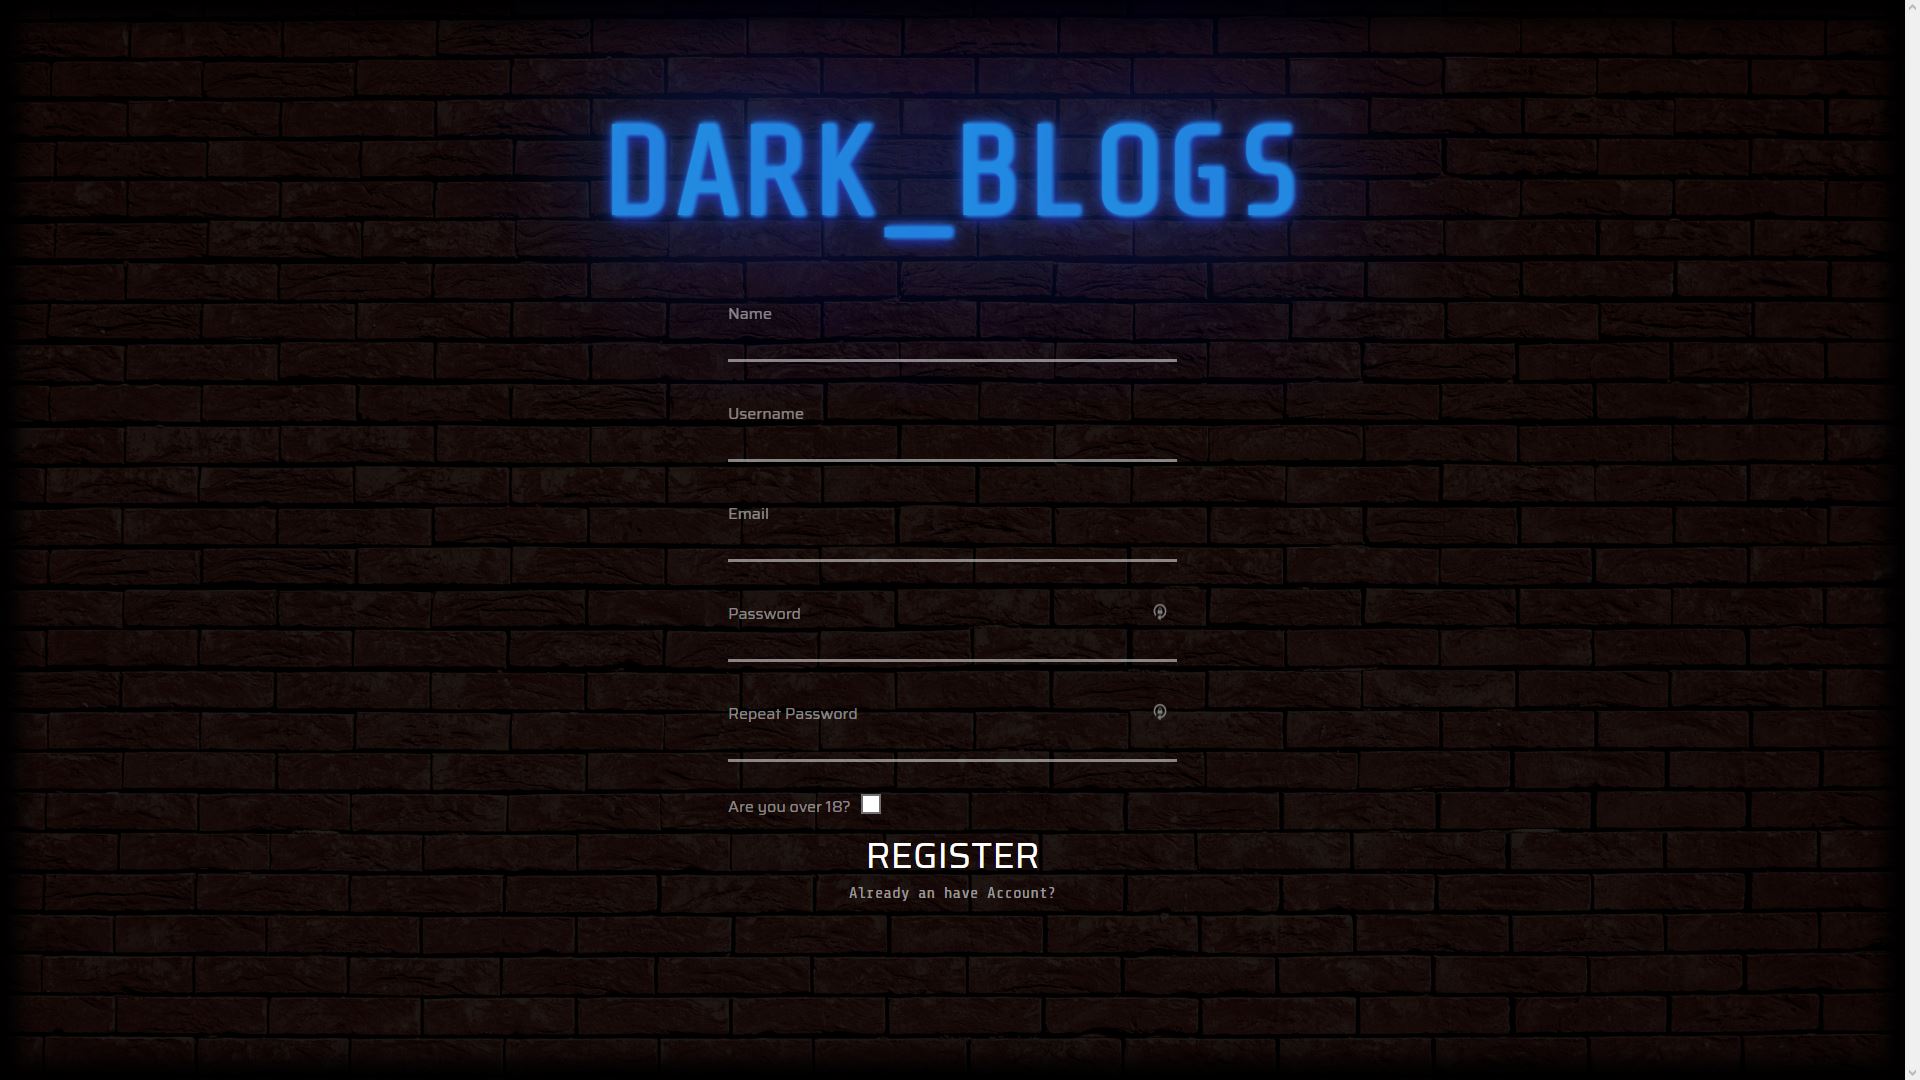 DARK_BLOGS
Name
Username
Email
Password
Repeat Password
Are you over 18?
REGISTER
Already an have Account?